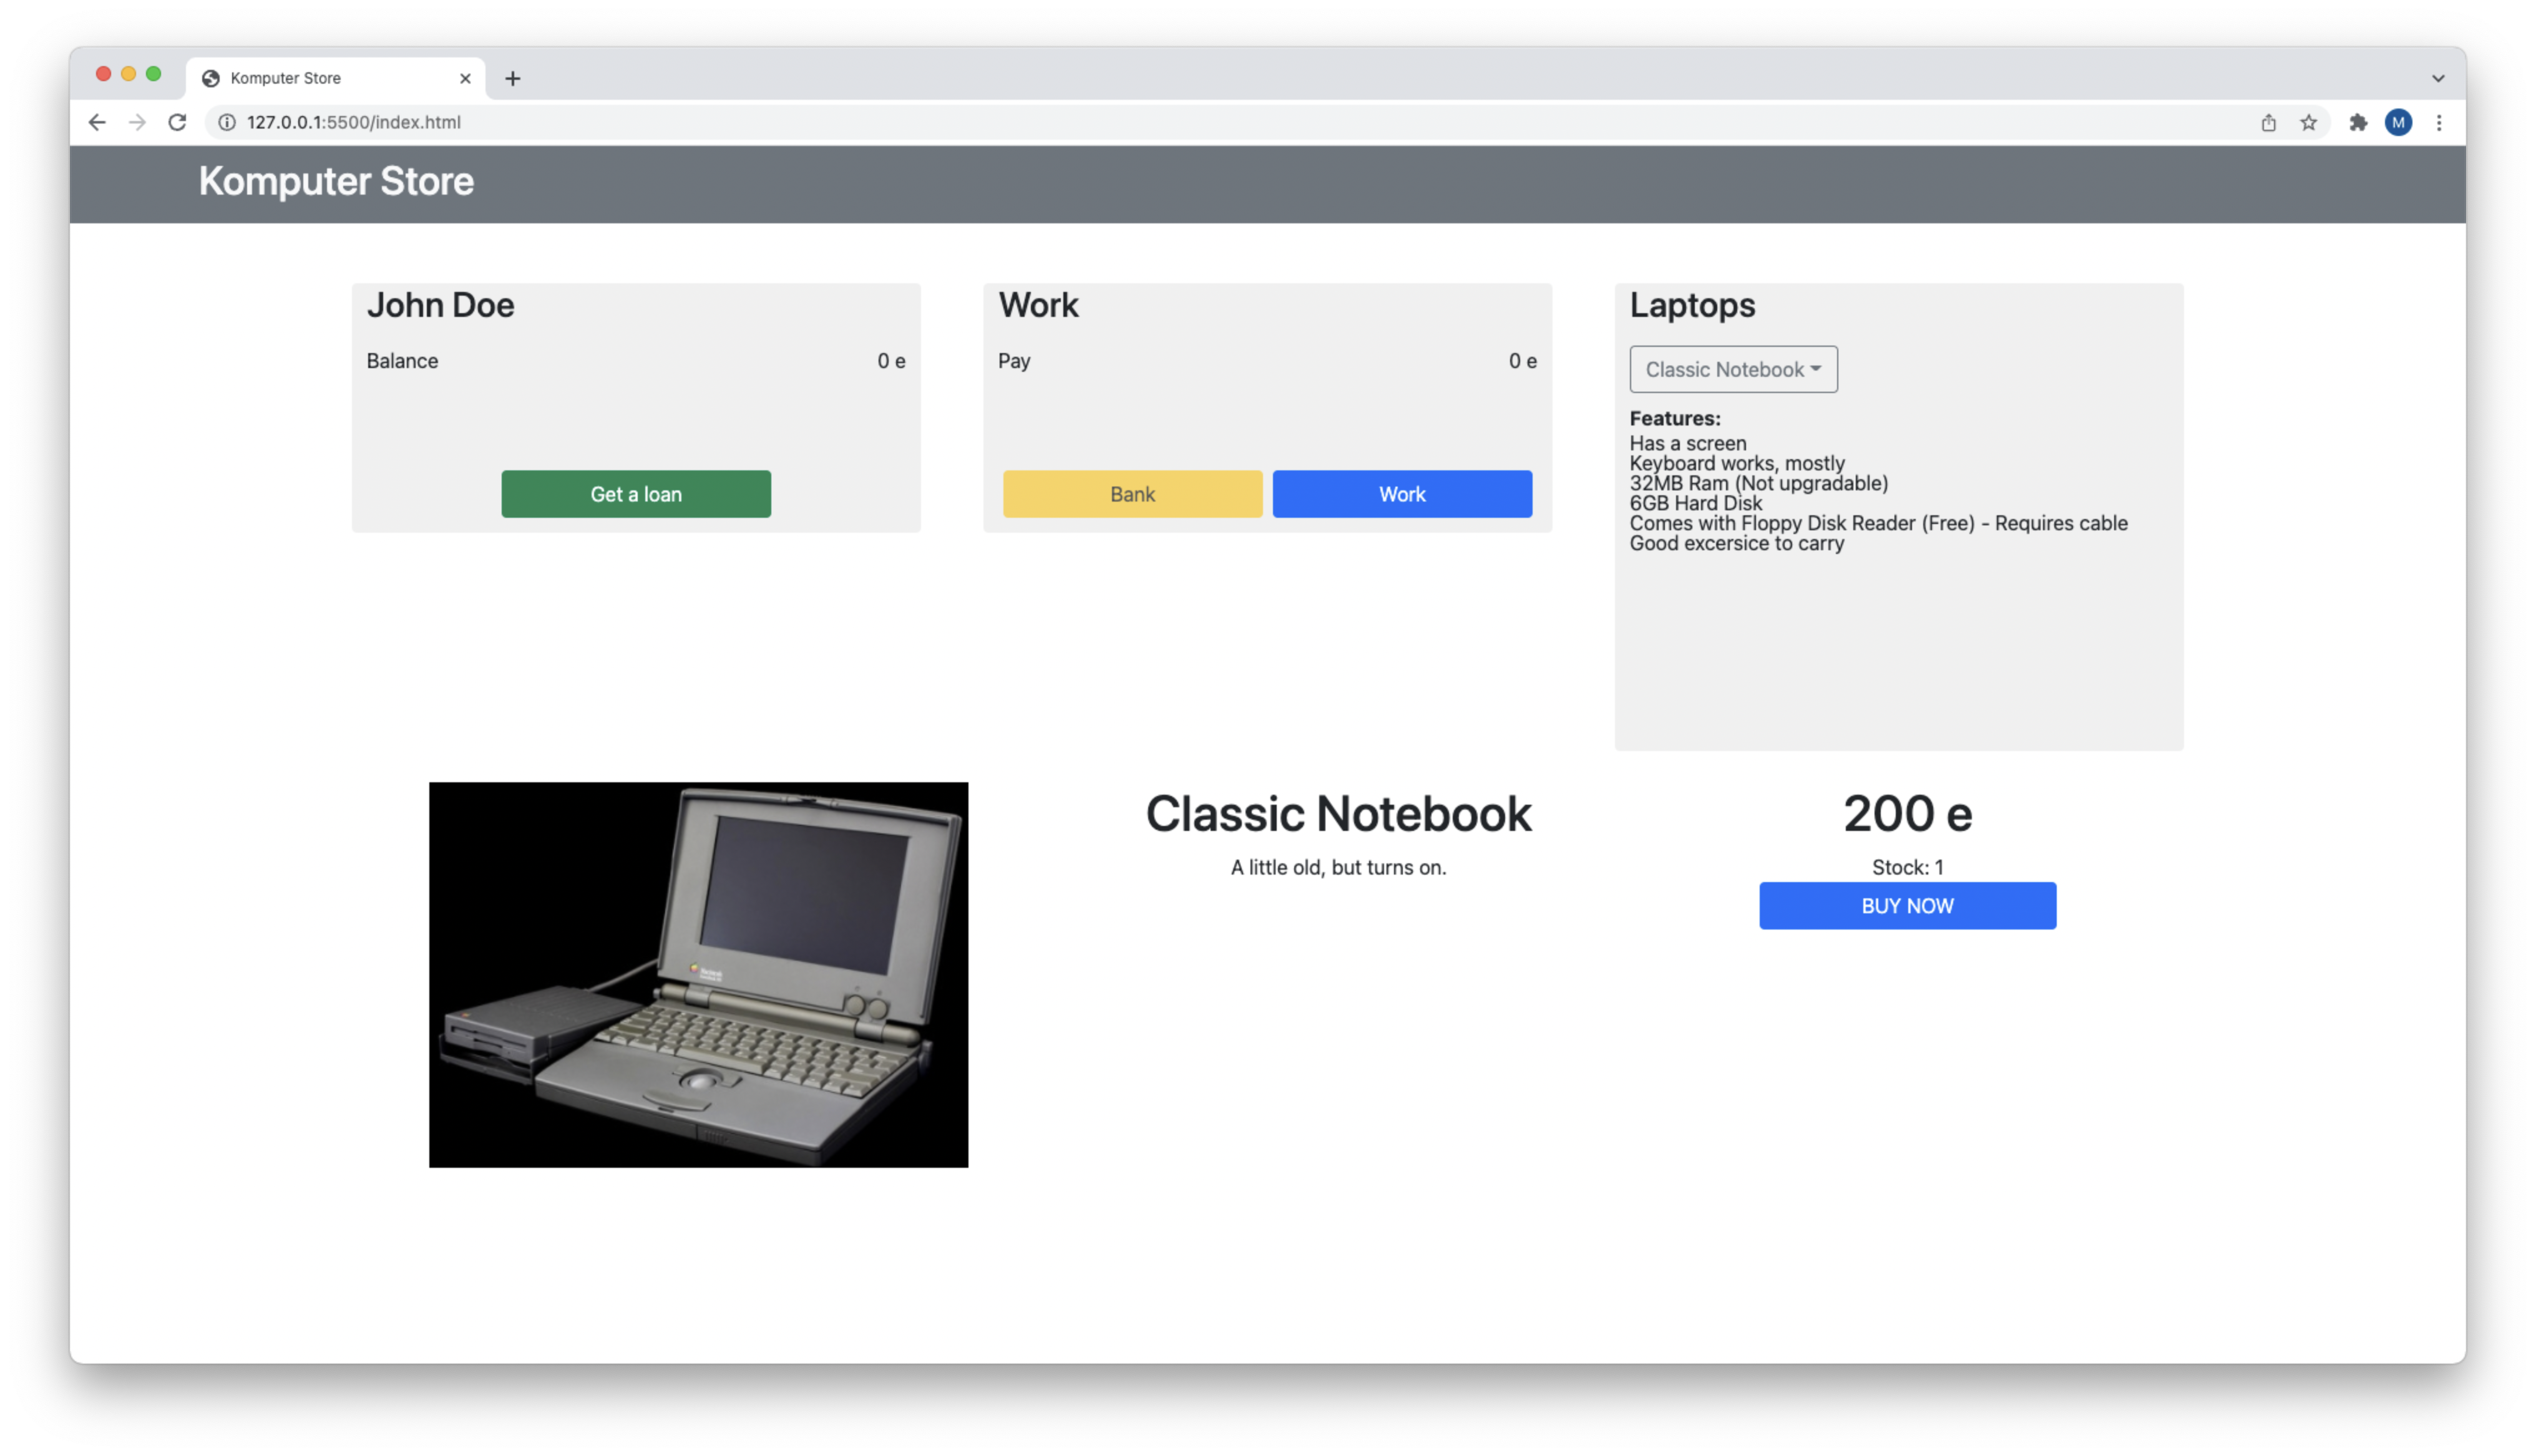 Komputer Store
127.0.0.1:5500/index.html
M
Komputer Store
John Doe
Balance 0 e
Get a loan
Work
Pay 0 e
Bank Work
Laptops
Classic Notebook
Features:
Has a screen
Keyboard works, mostly
32MB Ram (Not upgradable)
6GB Hard Disk
Comes with Floppy Disk Reader (Free) - Requires cable
Good excersice to carry
Classic Notebook
A little old, but turns on.
200 e
Stock: 1
BUY NOW